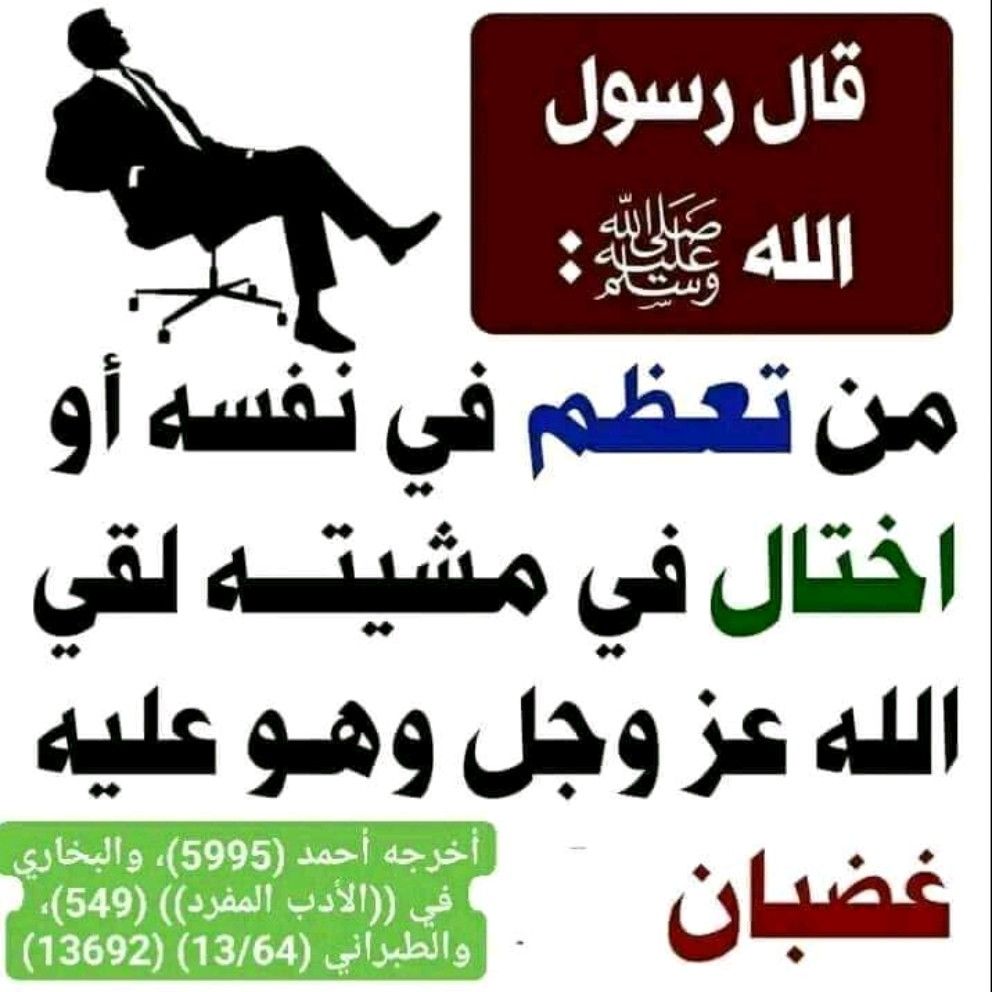 قال رسول
الله ﷺ :
من تعظم في نفسه أو
اختال في مشيته لقي
الله عز وجل وهو عليه
غضبان
أخرجه أحمد (5995)، والبخاري
في ((الأدب المفرد)) (549)،
والطبراني (13/64) (13692)